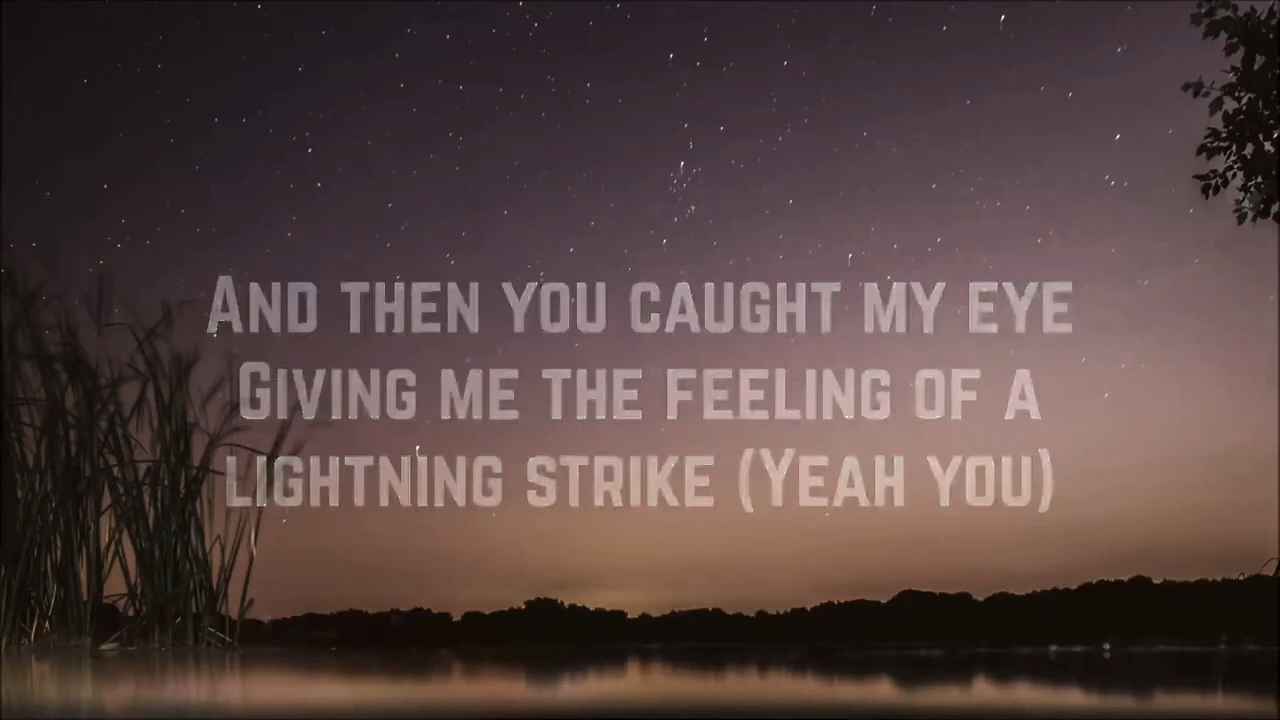 And then you caught my eye
Giving me the feeling of a
lightning strike (Yeah you)